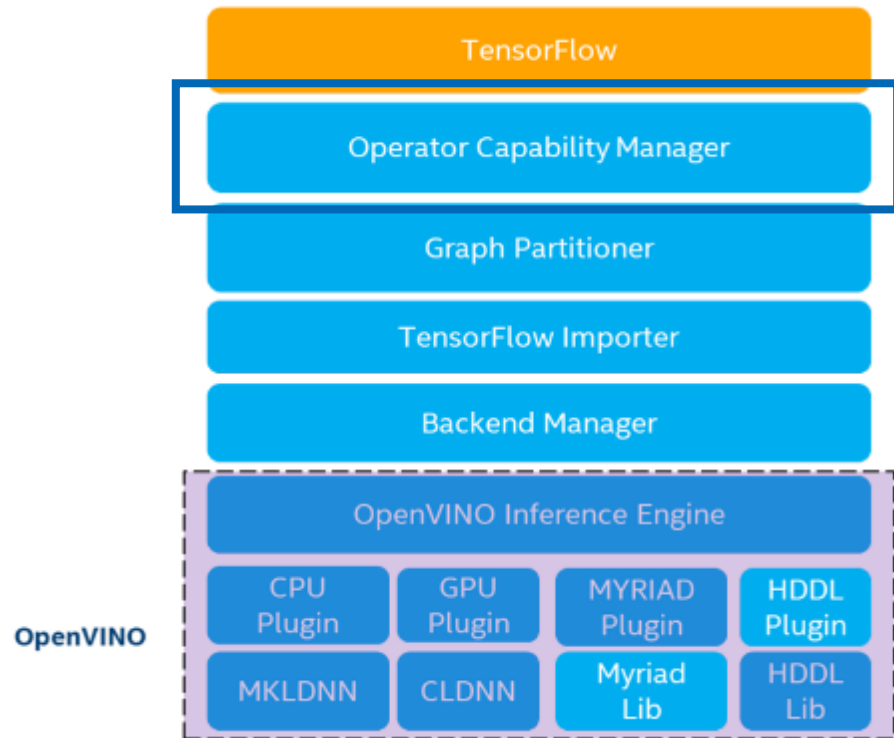 TensorFlow
Operator Capability Manager
Graph Partitioner
TensorFlow Importer
Backend Manager
OpenVINO Inference Engine
CPU
Plugin
GPU
Plugin
MYRIAD
Plugin
HDDL
Plugin
OpenVINO
MKLDNN
CLDNN
Myriad
Lib
HDDL
Lib